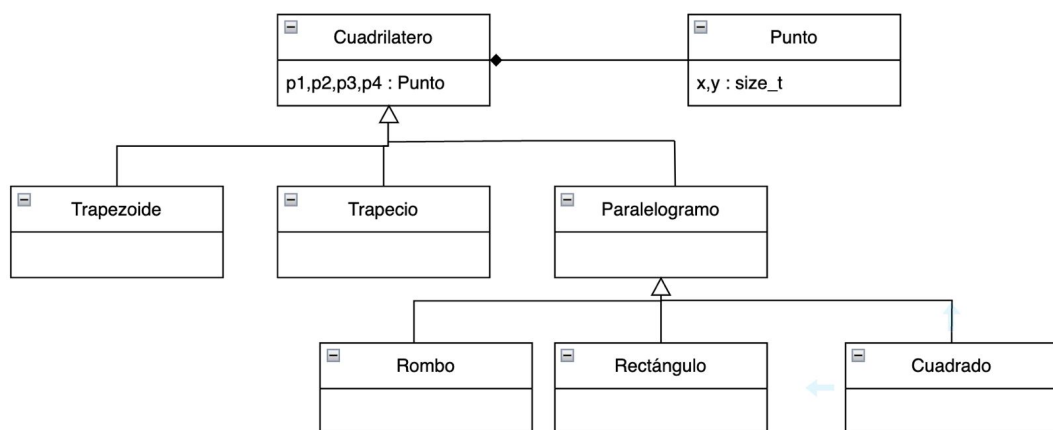 Cuadrilatero
p1,p2,p3,p4 : Punto
Punto
x,y : size_t
Trapezoide
Trapecio
Paralelogramo
Rombo
Rectángulo
Cuadrado